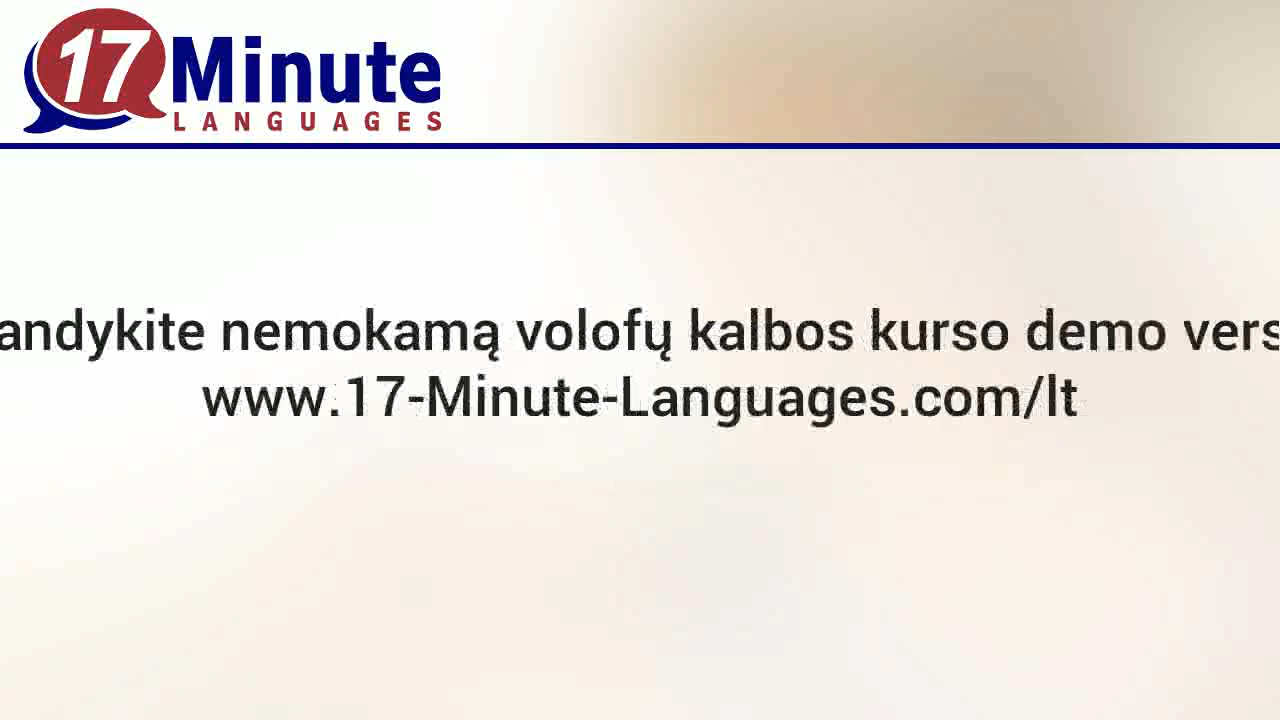 17 Minute
LANGUAGES
andykite nemokamą volofų kalbos kurso demo vers
www.17-Minute-Languages.com/lt